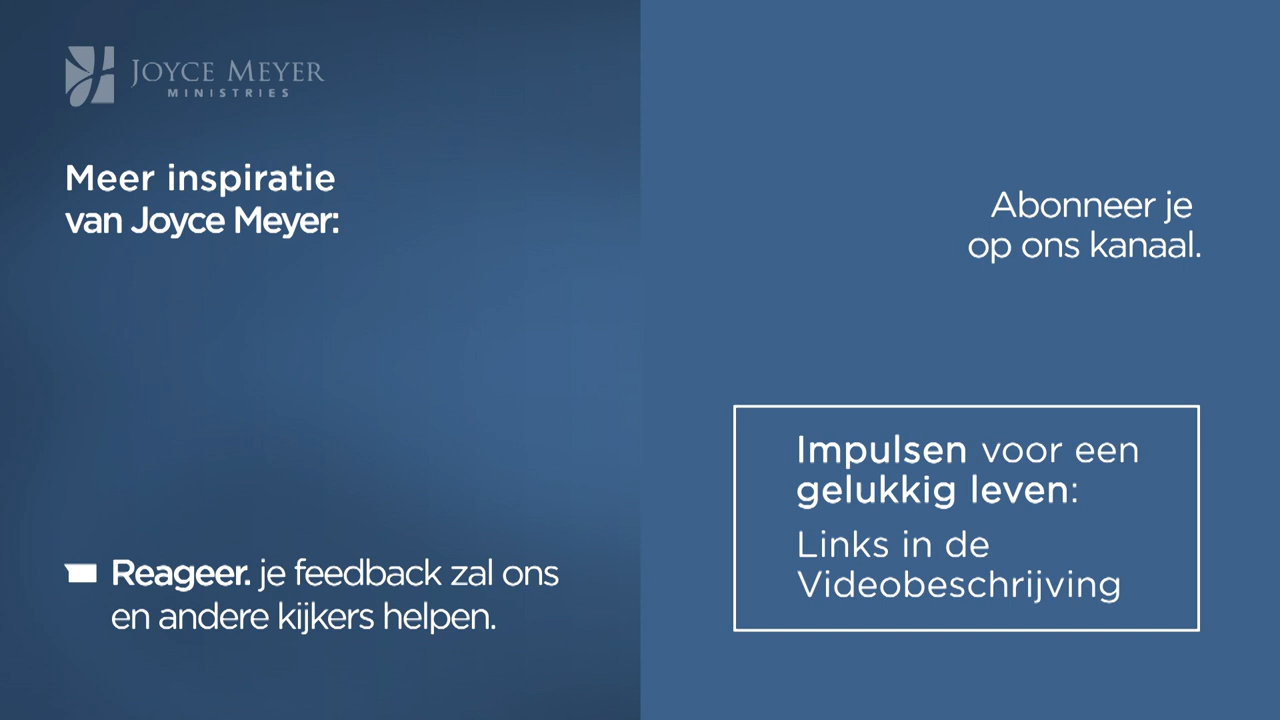 JOYCE MEYER
MINISTRIES
Meer inspiratie
van Joyce Meyer:
Abonneer je
op ons kanaal.
Impulsen voor een
gelukkig leven:
Links in de
Videobeschrijving
Reageer. je feedback zal ons
en andere kijkers helpen.